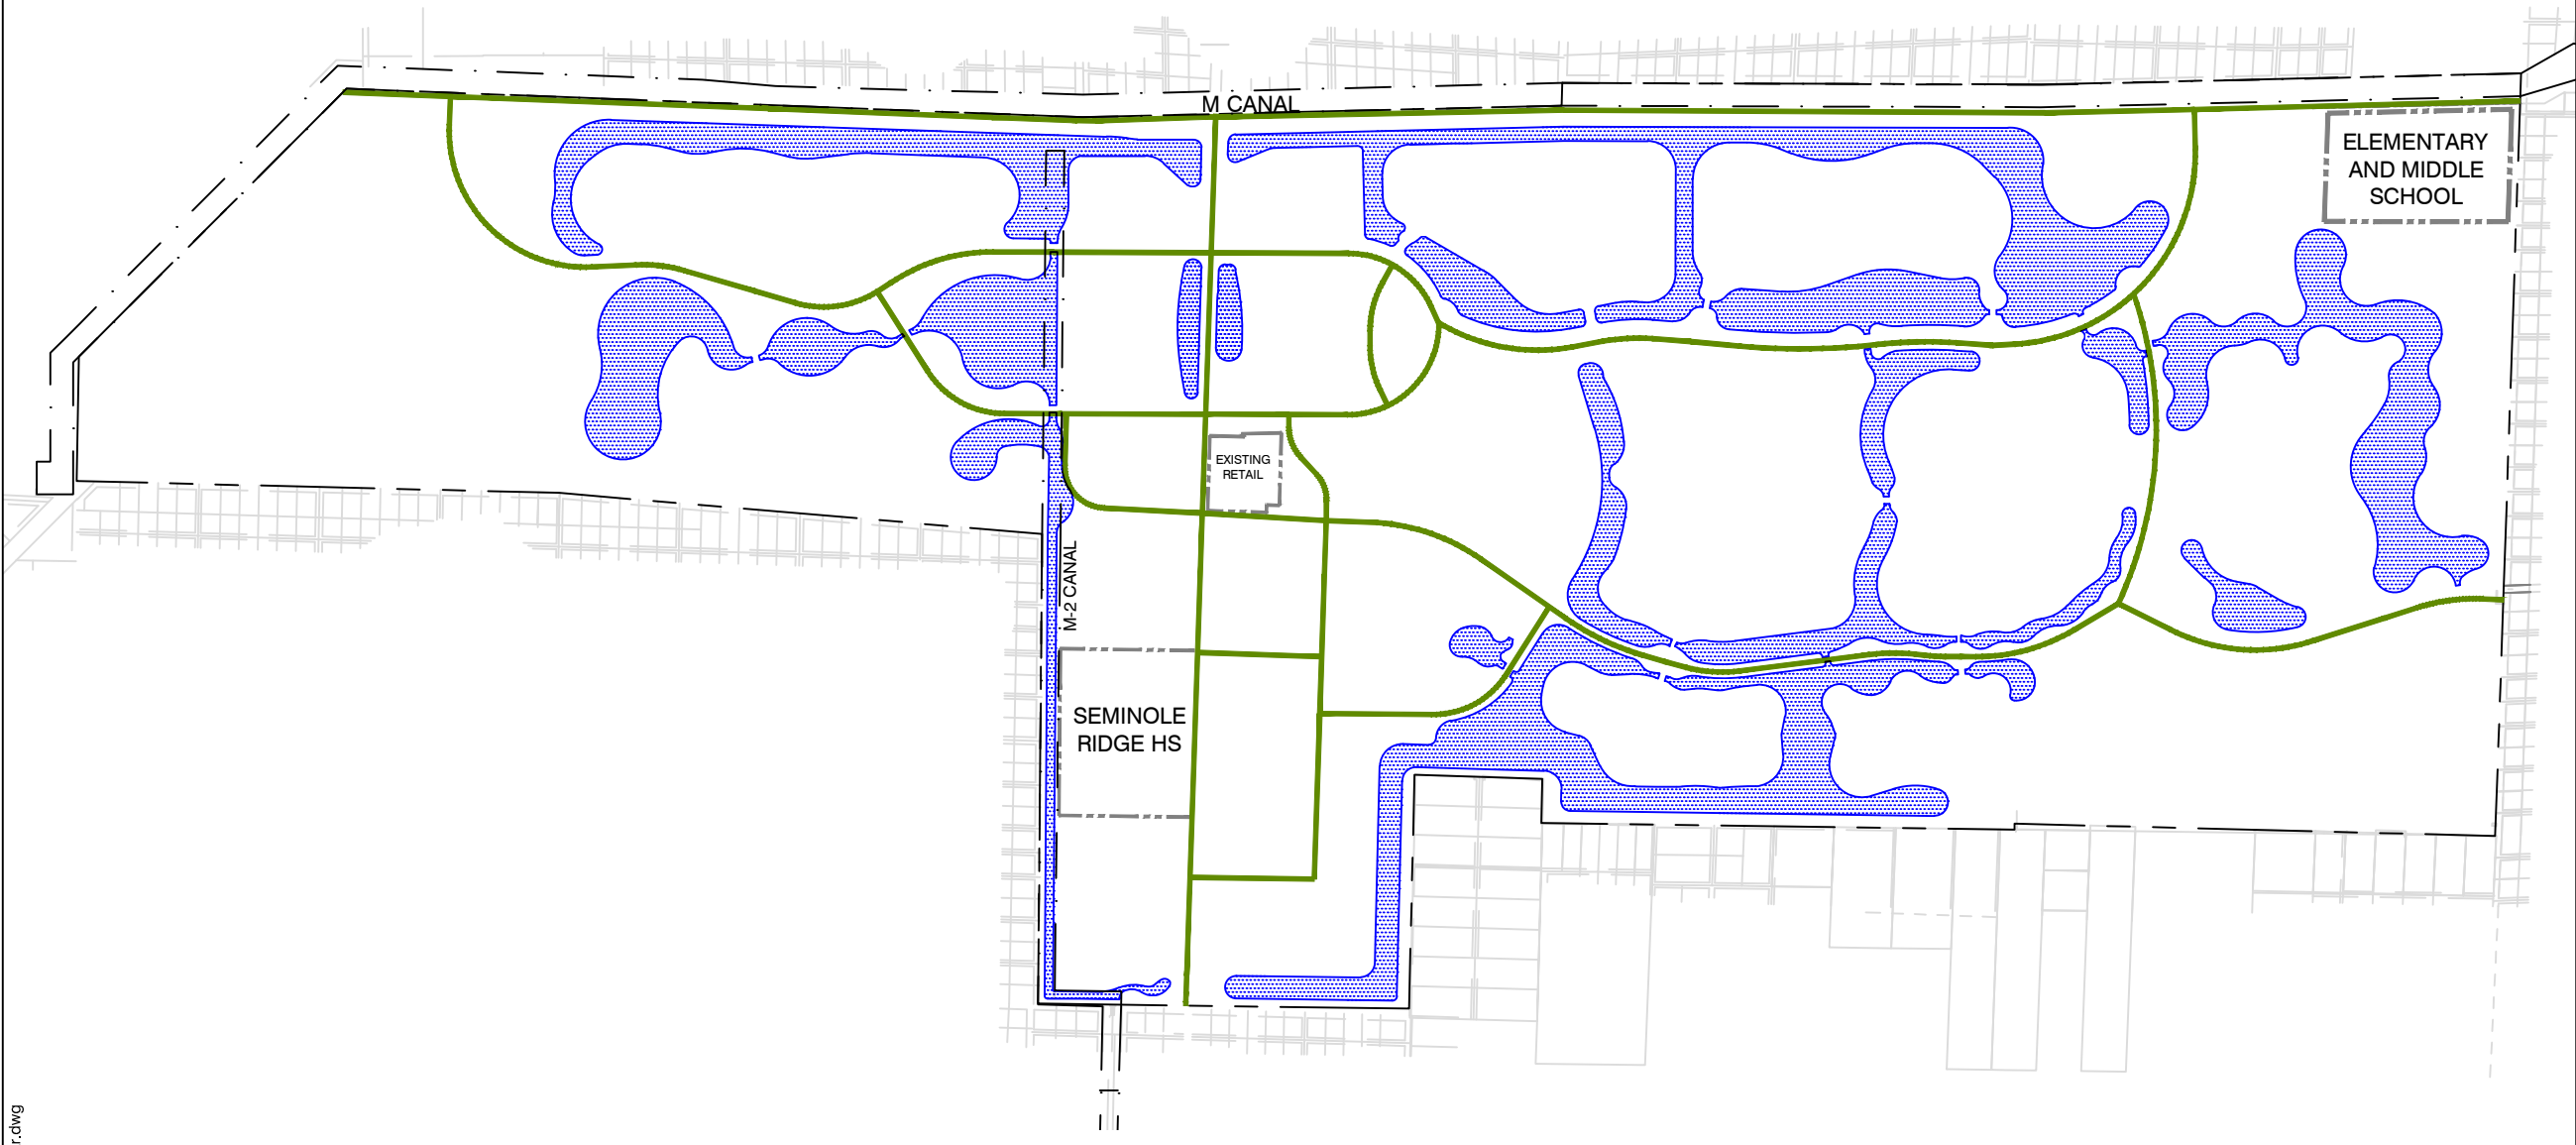 M CANAL
ELEMENTARY
AND MIDDLE
SCHOOL
EXISTING
RETAIL
M-2 CANAL
SEMINOLE
RIDGE HS
r.dwg